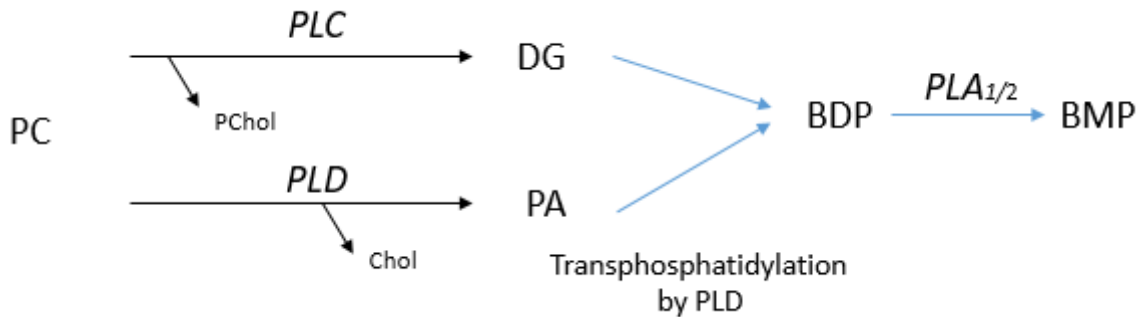 PLC
DG
PChol
PC
BDP
PLA1/2
BMP
PLD
PA
Chol
Transphosphatidylation
by PLD